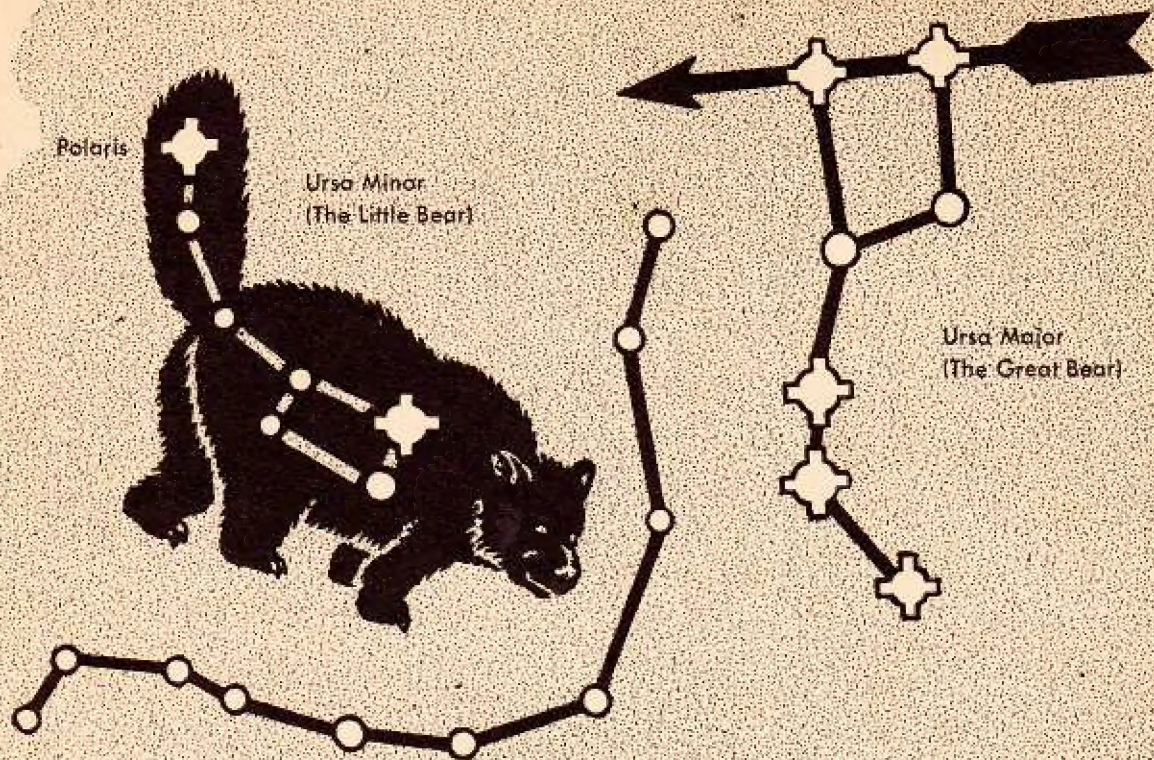 Polaris
Ursa Minor
(The Little Bear)
Ursa Major
(The Great Bear)